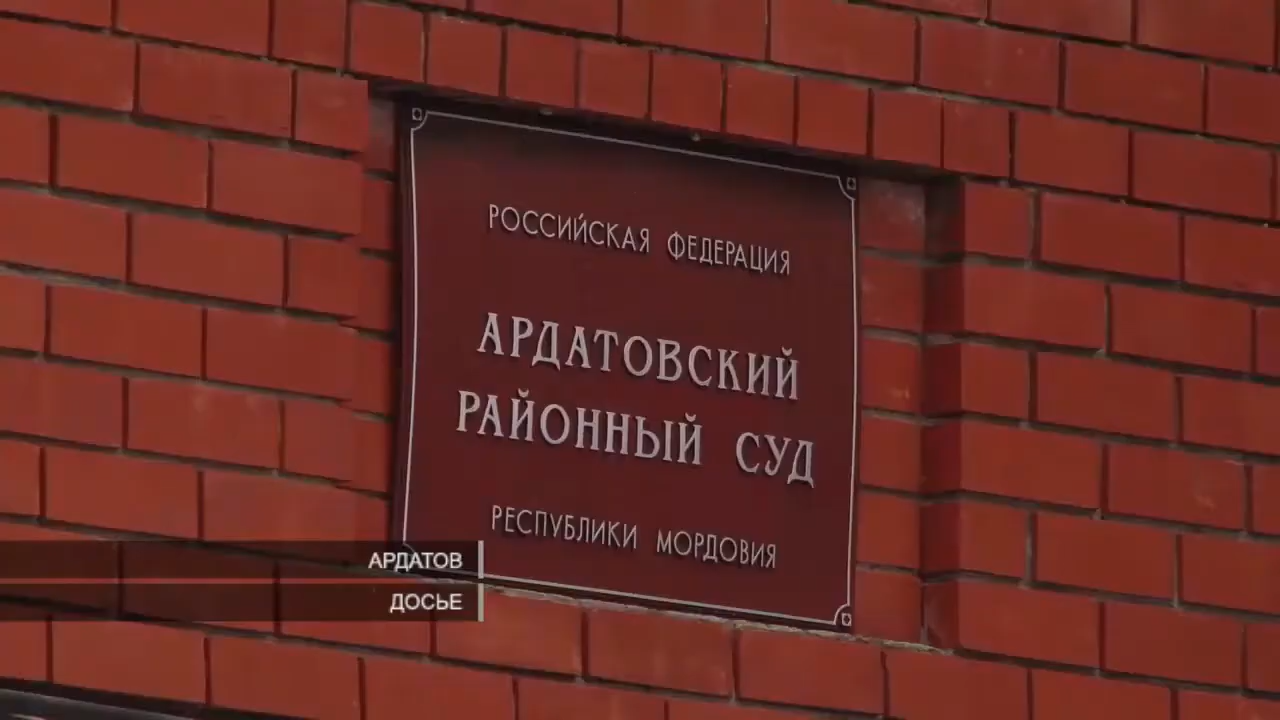 РОССИЙСКАЯ ФЕДЕРАЦИЯ
АРДАТОВСКИЙ
РАЙОННЫЙ СУД
РЕСПУБЛИКИ МОРДОВИЯ
АРДАТОВ
ДОСЬЕ